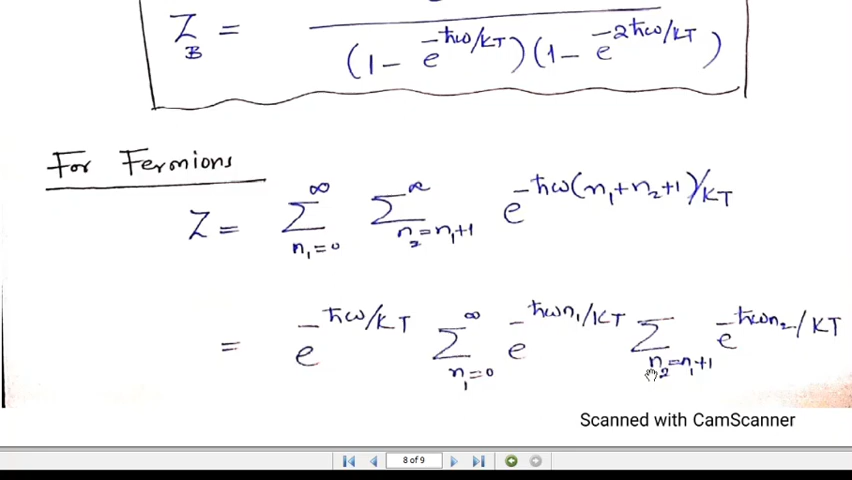 Z_B = ─── / (1 - e^{-ħω/KT}) (1 - e^{-2ħω/KT})
For Fermions
Z = Σ_{n₁=0}^{∞} Σ_{n₂=n₁+1}^{∞} e^{-ħω(n₁+n₂+1)/KT}
= e^{-ħω/KT} Σ_{n₁=0}^{∞} e^{-ħωn₁/KT} Σ_{n₂=n₁+1} e^{-ħωn₂/KT}
Scanned with CamScanner
8 of 9